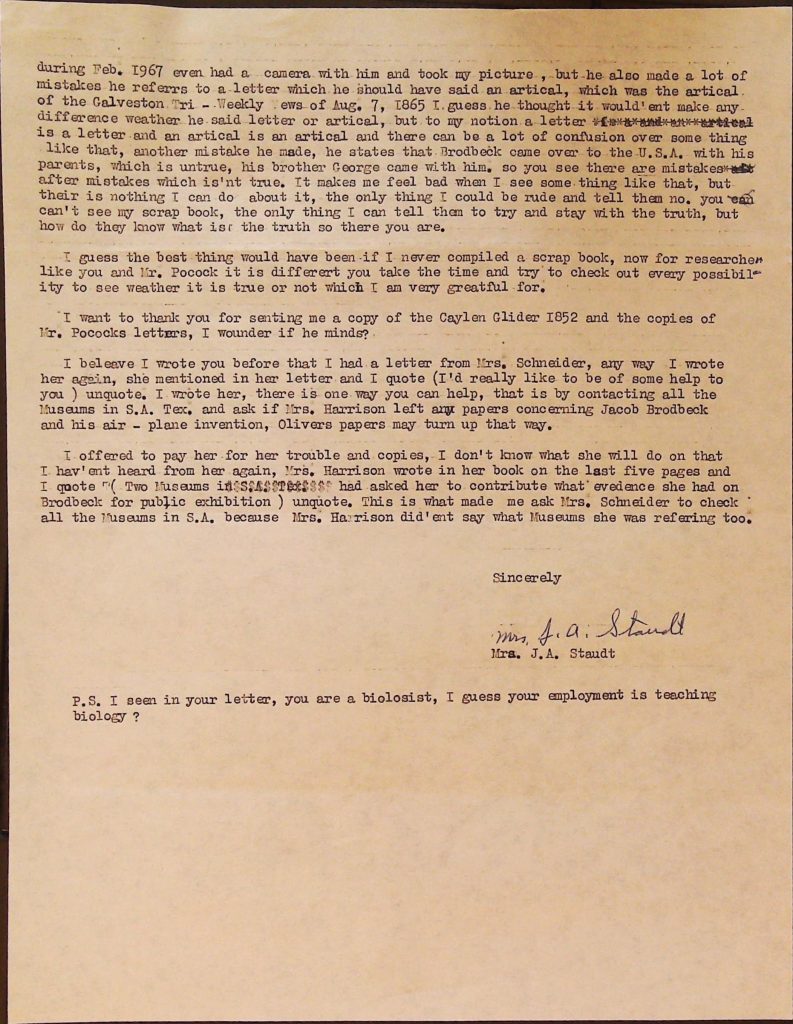 during Feb. 1967 even had a camera with him and took my picture , but he also made a lot of
mistakes he referrs to a letter which he should have said an artical, which was the artical
of the Galveston Tri - Weekly ews of Aug. 7, 1865 I guess he thought it would'ent make any
difference weather he said letter or artical, but to my notion a letter
is a letter and an artical is an artical and there can be a lot of confusion over some thing
like that, another mistake he made, he states that Brodbeck came over to the U.S.A. with his
parents, which is untrue, his brother George came with him. so you see there are mistakes
after mistakes which is'nt true. It makes me feel bad when I see some thing like that, but
their is nothing I can do about it, the only thing I could be rude and tell them no. you can
can't see my scrap book, the only thing I can tell them to try and stay with the truth, but
how do they know what is the truth so there you are.
I guess the best thing would have been if I never compiled a scrap book, now for researcher
like you and Mr. Pocock it is different you take the time and try to check out every possibil-
ity to see weather it is true or not which I am very greatful for.
I want to thank you for senting me a copy of the Caylen Glider 1852 and the copies of
Mr. Pococks letters, I wounder if he minds?
I beleave I wrote you before that I had a letter from Mrs. Schneider, any way I wrote
her again, she mentioned in her letter and I quote (I'd really like to be of some help to
you ) unquote. I wrote her, there is one way you can help, that is by contacting all the
Museums in S.A. Tex. and ask if Mrs. Harrison left any papers concerning Jacob Brodbeck
and his air - plane invention, Olivers papers may turn up that way.
I offered to pay her for her trouble and copies, I don't know what she will do on that
I hav'ent heard from her again, Mrs. Harrison wrote in her book on the last five pages and
I quote "( Two Museums in had asked her to contribute what evedence she had on
Brodbeck for public exhibition ) unquote. This is what made me ask Mrs. Schneider to check
all the Museums in S.A. because Mrs. Harrison did'ent say what Museums she was refering too.
Sincerely
Mrs. J. A. Staudt
Mrs. J.A. Staudt
P.S. I seen in your letter, you are a biolosist, I guess your employment is teaching
biology ?